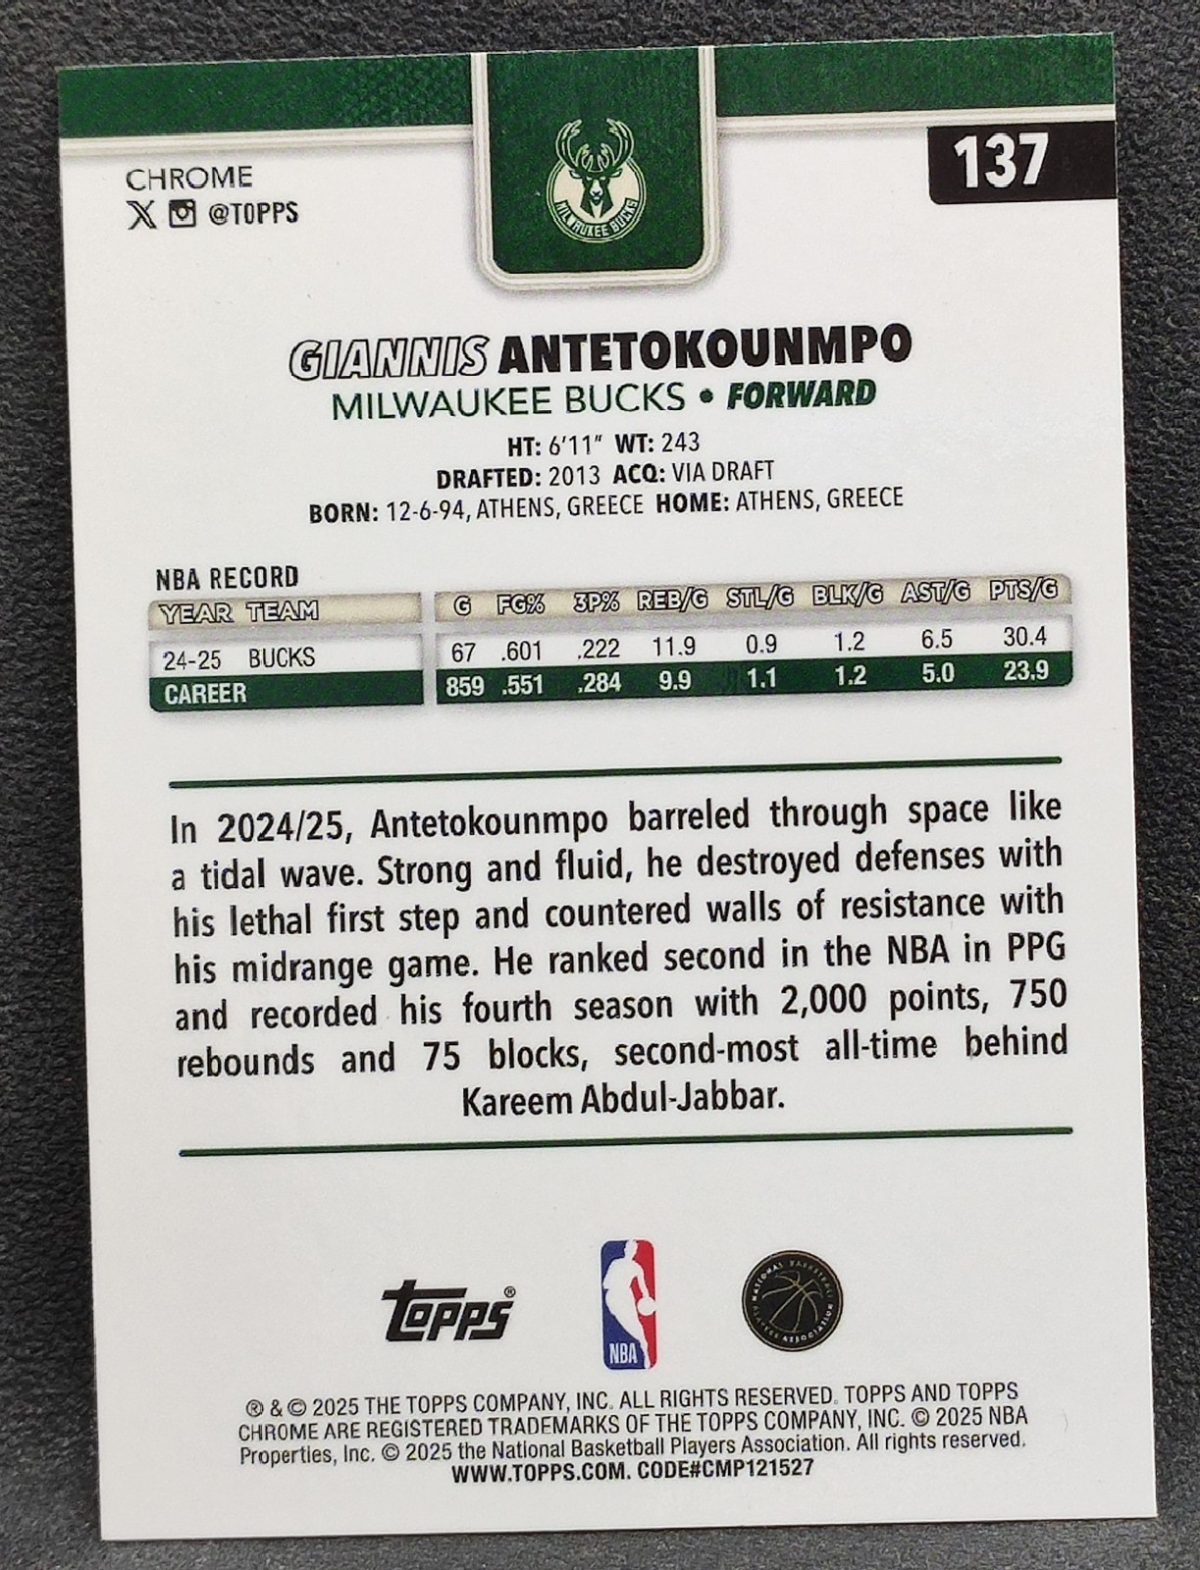 137
CHROME
X @TOPPS
MILWAUKEE BUCKS
GIANNIS ANTETOKOUNMPO
MILWAUKEE BUCKS • FORWARD
HT: 6'11" WT: 243
DRAFTED: 2013 ACQ: VIA DRAFT
BORN: 12-6-94, ATHENS, GREECE HOME: ATHENS, GREECE
NBA RECORD
YEAR TEAM G FG% 3P% REB/G STL/G BLK/G AST/G PTS/G
24-25 BUCKS 67 .601 .222 11.9 0.9 1.2 6.5 30.4
CAREER 859 .551 .284 9.9 1.1 1.2 5.0 23.9
In 2024/25, Antetokounmpo barreled through space like
a tidal wave. Strong and fluid, he destroyed defenses with
his lethal first step and countered walls of resistance with
his midrange game. He ranked second in the NBA in PPG
and recorded his fourth season with 2,000 points, 750
rebounds and 75 blocks, second-most all-time behind
Kareem Abdul-Jabbar.
TOPPS®
NBA
NATIONAL BASKETBALL PLAYERS ASSOCIATION
® & © 2025 THE TOPPS COMPANY, INC. ALL RIGHTS RESERVED. TOPPS AND TOPPS
CHROME ARE REGISTERED TRADEMARKS OF THE TOPPS COMPANY, INC. © 2025 NBA
Properties, Inc. © 2025 the National Basketball Players Association. All rights reserved.
WWW.TOPPS.COM. CODE#CMP121527